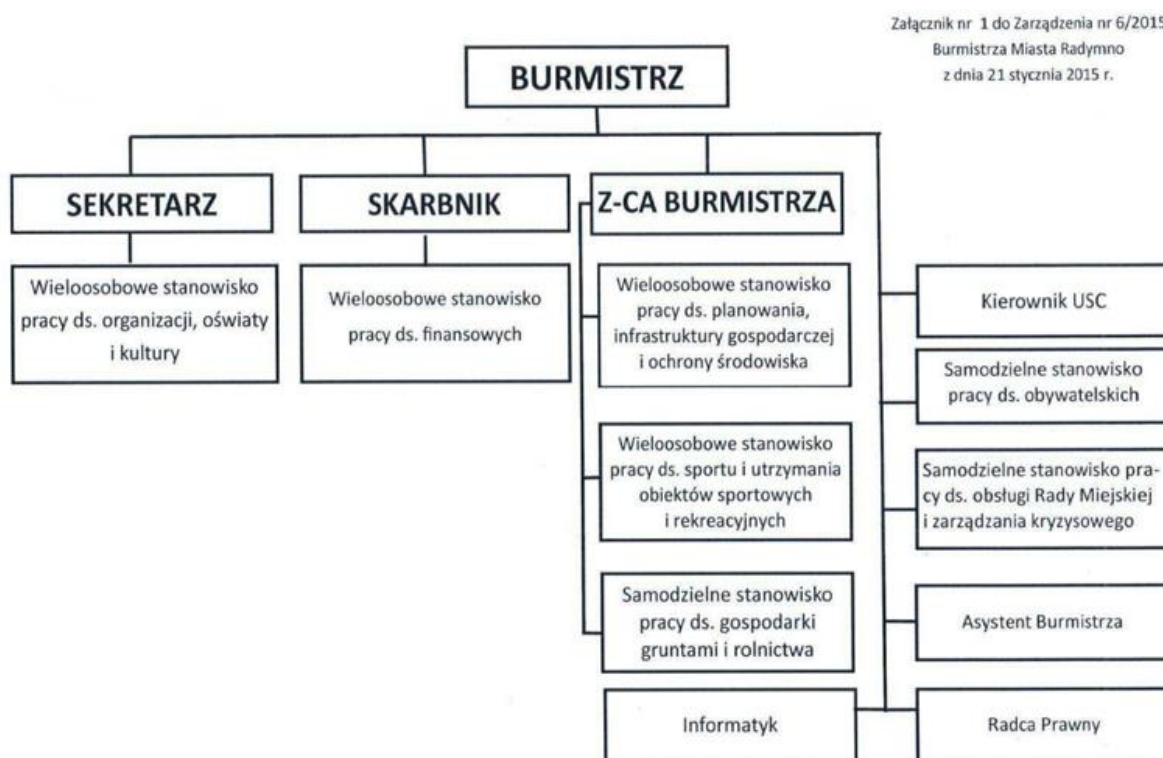 Załącznik nr 1 do Zarządzenia nr 6/2015
Burmistrza Miasta Radymno
z dnia 21 stycznia 2015 r.
BURMISTRZ
SEKRETARZ
SKARBNIK
Z-CA BURMISTRZA
Wieloosobowe stanowisko
pracy ds. organizacji, oświaty
i kultury
Wieloosobowe stanowisko
pracy ds. finansowych
Wieloosobowe stanowisko
pracy ds. planowania,
infrastruktury gospodarczej
i ochrony środowiska
Wieloosobowe stanowisko
pracy ds. sportu i utrzymania
obiektów sportowych
i rekreacyjnych
Samodzielne stanowisko
pracy ds. gospodarki
gruntami i rolnictwa
Informatyk
Kierownik USC
Samodzielne stanowisko
pracy ds. obywatelskich
Samodzielne stanowisko pra-
cy ds. obsługi Rady Miejskiej
i zarządzania kryzysowego
Asystent Burmistrza
Radca Prawny